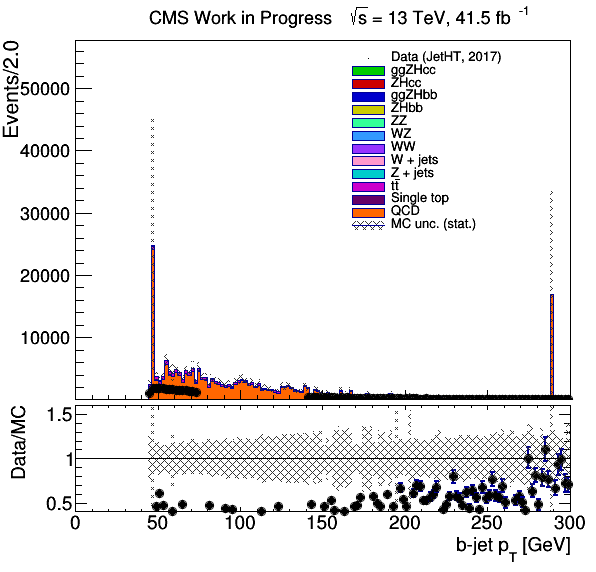 CMS Work in Progress √s = 13 TeV, 41.5 fb⁻¹
Events/2.0
50000
40000
30000
20000
10000
Data (JetHT, 2017)
ggZHcc
ZHcc
ggZHbb
ZHbb
ZZ
WZ
WW
W + jets
Z + jets
tt̄
Single top
QCD
MC unc. (stat.)
Data/MC
1.5
1
0.5
0 50 100 150 200 250 300
b-jet p_T [GeV]